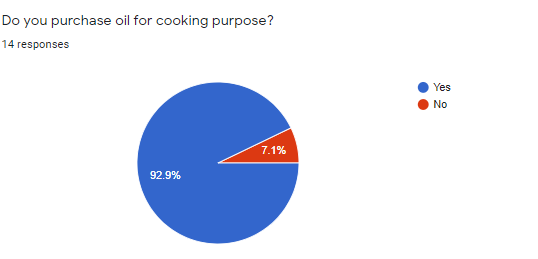 Do you purchase oil for cooking purpose?
14 responses
Yes
No
7.1%
92.9%